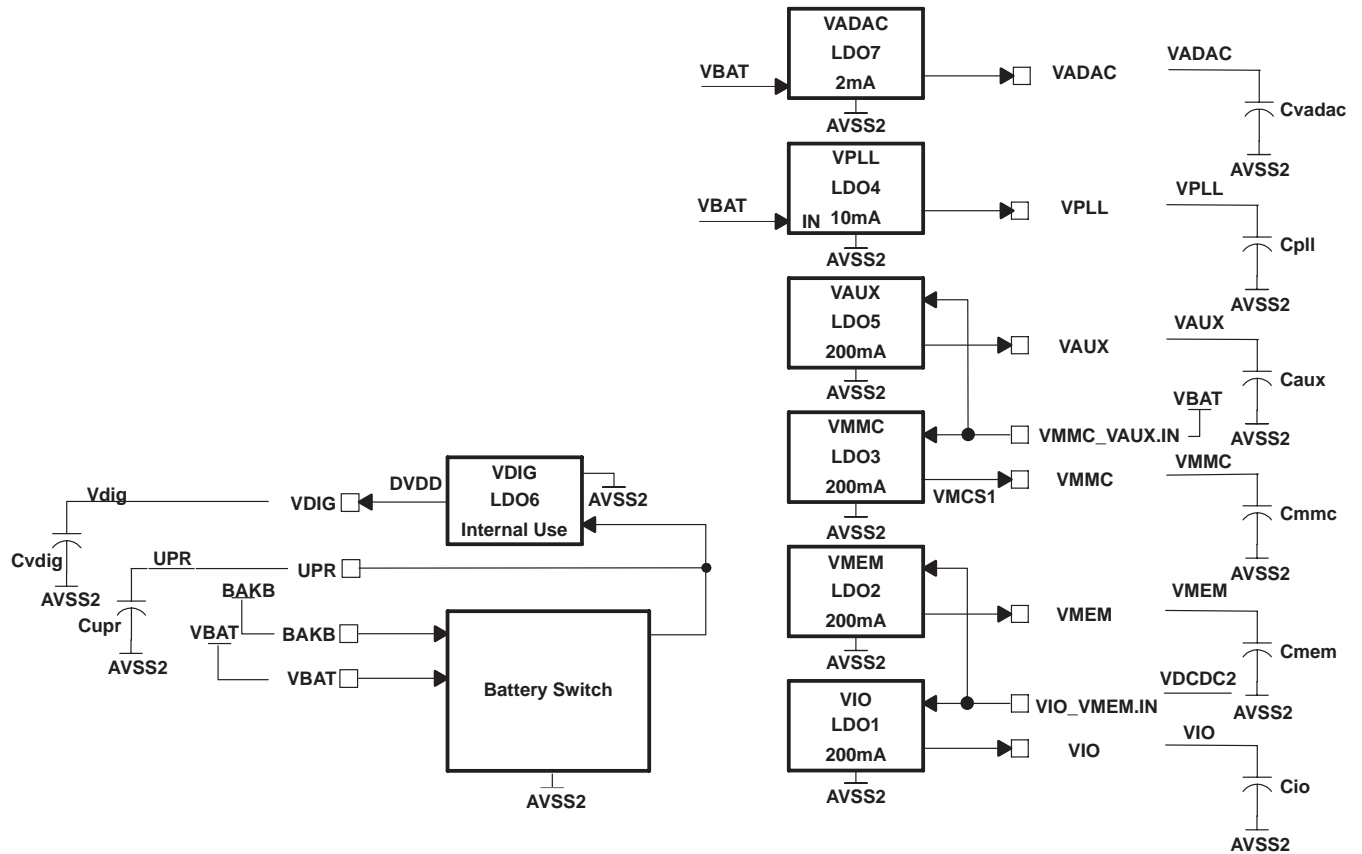 VADAC
LDO7
2mA
VBAT
AVSS2
VADAC
VADAC
Cvadac
AVSS2
VPLL
LDO4
IN 10mA
VBAT
AVSS2
VPLL
VPLL
Cpll
AVSS2
VAUX
LDO5
200mA
AVSS2
VAUX
VAUX
Caux
AVSS2
VBAT
VMMC_VAUX.IN
VMMC
LDO3
200mA
AVSS2
VMCS1
VMMC
VMMC
Cmmc
AVSS2
VMEM
LDO2
200mA
AVSS2
VMEM
VMEM
Cmem
AVSS2
VDCDC2
VIO_VMEM.IN
VIO
LDO1
200mA
AVSS2
VIO
VIO
Cio
AVSS2
Vdig
VDIG
DVDD
VDIG
LDO6
Internal Use
AVSS2
Cvdig
AVSS2
UPR
UPR
Cupr
AVSS2
BAKB
BAKB
VBAT
VBAT
Battery Switch
AVSS2